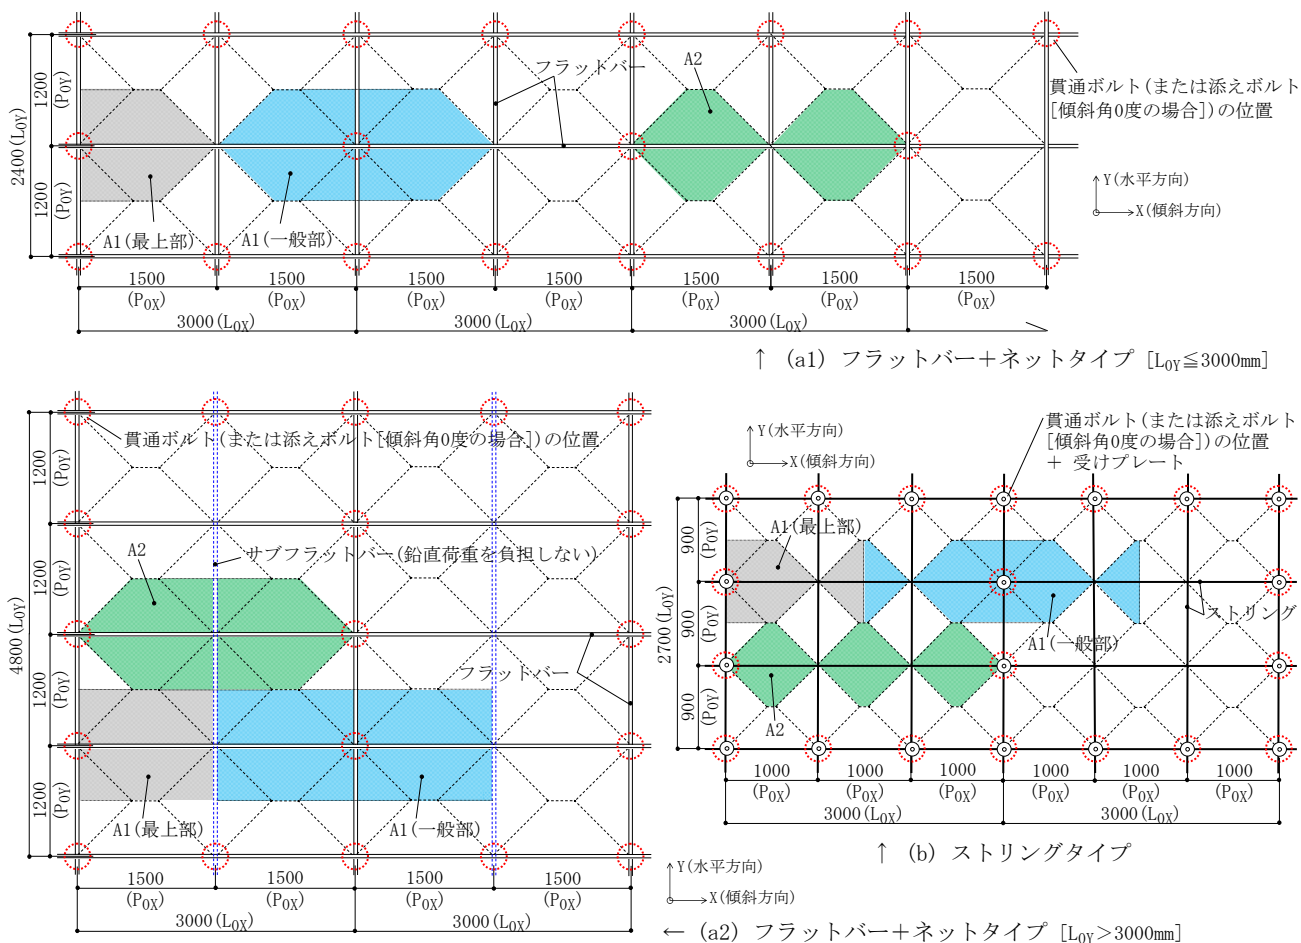 フラットバー
A2
貫通ボルト(または添えボルト
[傾斜角0度の場合])の位置
2400(L0Y)
1200
(P0Y)
1200
(P0Y)
A1(最上部)
A1(一般部)
Y(水平方向)
X(傾斜方向)
1500
(P0X)
1500
(P0X)
1500
(P0X)
1500
(P0X)
1500
(P0X)
1500
(P0X)
1500
(P0X)
3000(L0X)
3000(L0X)
3000(L0X)
↑ (a1) フラットバー＋ネットタイプ [L0Y≦3000mm]
貫通ボルト(または添えボルト[傾斜角0度の場合])の位置
4800(L0Y)
1200
(P0Y)
1200
(P0Y)
1200
(P0Y)
1200
(P0Y)
A2
サブフラットバー(鉛直荷重を負担しない)
フラットバー
A1(最上部)
A1(一般部)
1500
(P0X)
1500
(P0X)
1500
(P0X)
1500
(P0X)
3000(L0X)
3000(L0X)
Y(水平方向)
X(傾斜方向)
← (a2) フラットバー＋ネットタイプ [L0Y>3000mm]
Y(水平方向)
X(傾斜方向)
貫通ボルト(または添えボルト
[傾斜角0度の場合])の位置
＋ 受けプレート
2700(L0Y)
900
(P0Y)
900
(P0Y)
900
(P0Y)
A1(最上部)
ストリング
A1(一般部)
A2
1000
(P0X)
1000
(P0X)
1000
(P0X)
1000
(P0X)
1000
(P0X)
1000
(P0X)
3000(L0X)
3000(L0X)
↑ (b) ストリングタイプ